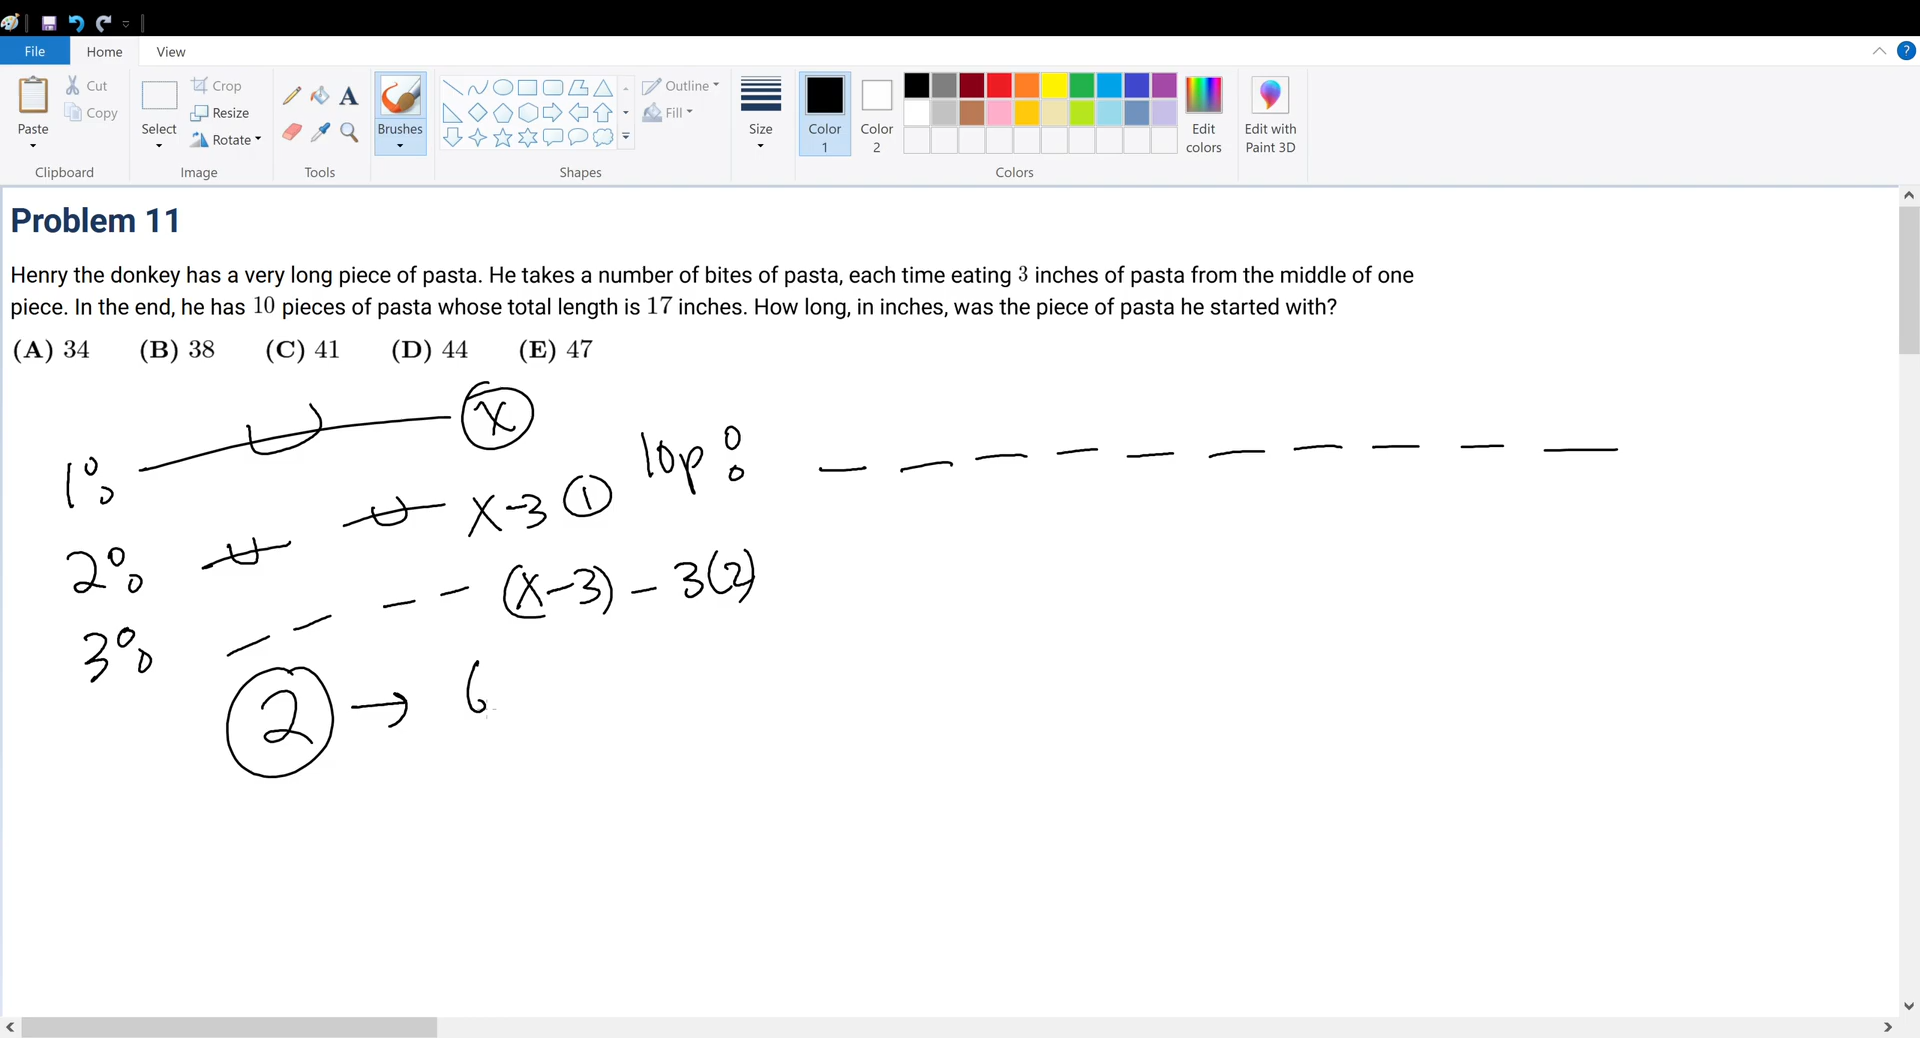 File Home View
Paste Cut Copy Clipboard
Select Crop Resize Rotate Image
Tools
Brushes
Outline Fill Shapes
Size
Color 1 Color 2 Edit colors Colors
Edit with Paint 3D
Problem 11
Henry the donkey has a very long piece of pasta. He takes a number of bites of pasta, each time eating 3 inches of pasta from the middle of one
piece. In the end, he has 10 pieces of pasta whose total length is 17 inches. How long, in inches, was the piece of pasta he started with?
(A) 34 (B) 38 (C) 41 (D) 44 (E) 47
1: x
10p:
2: x-3 1
3: (x-3) - 3(2)
2 → 6